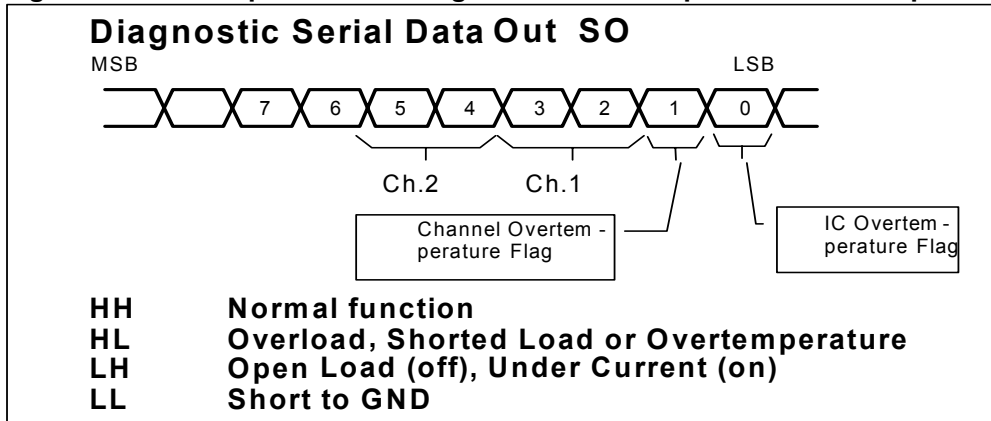 Diagnostic Serial Data Out SO
MSB LSB
7 6 5 4 3 2 1 0
Ch.2 Ch.1
Channel Overtem -
perature Flag
IC Overtem -
perature Flag
HH Normal function
HL Overload, Shorted Load or Overtemperature
LH Open Load (off), Under Current (on)
LL Short to GND